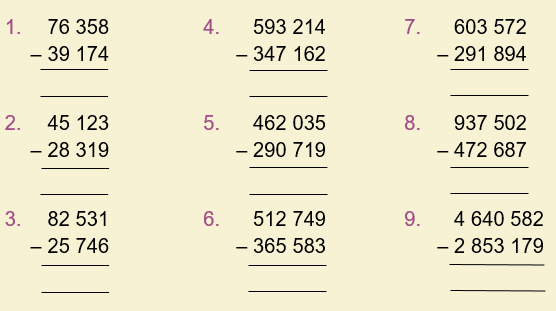 1. 76 358
– 39 174
2. 45 123
– 28 319
3. 82 531
– 25 746
4. 593 214
– 347 162
5. 462 035
– 290 719
6. 512 749
– 365 583
7. 603 572
– 291 894
8. 937 502
– 472 687
9. 4 640 582
– 2 853 179